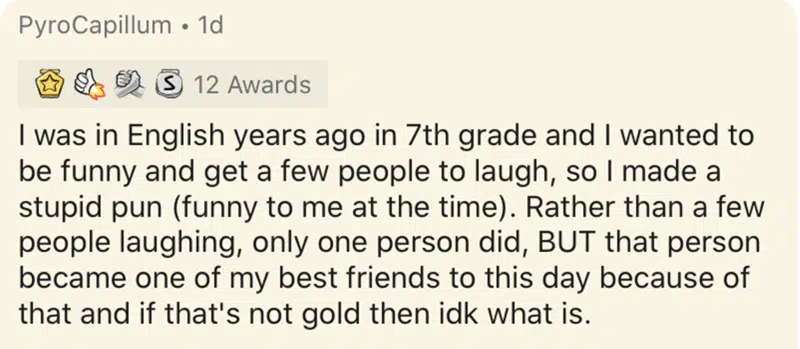 PyroCapillum • 1d
S 12 Awards
I was in English years ago in 7th grade and I wanted to
be funny and get a few people to laugh, so I made a
stupid pun (funny to me at the time). Rather than a few
people laughing, only one person did, BUT that person
became one of my best friends to this day because of
that and if that's not gold then idk what is.